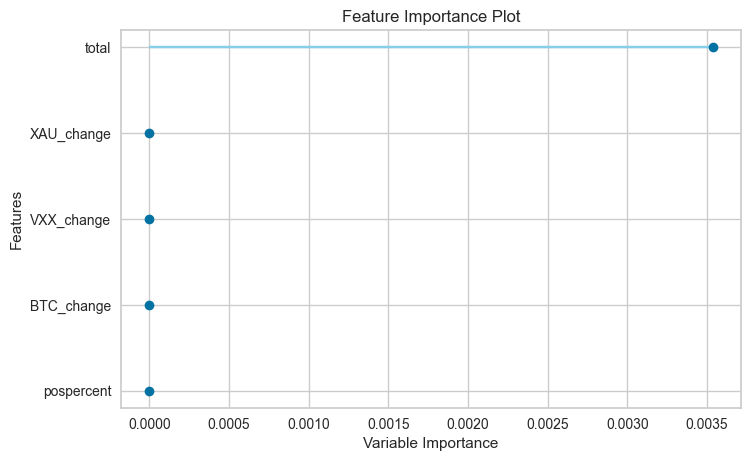 Feature Importance Plot
total
XAU_change
VXX_change
BTC_change
pospercent
Features
0.0000 0.0005 0.0010 0.0015 0.0020 0.0025 0.0030 0.0035
Variable Importance